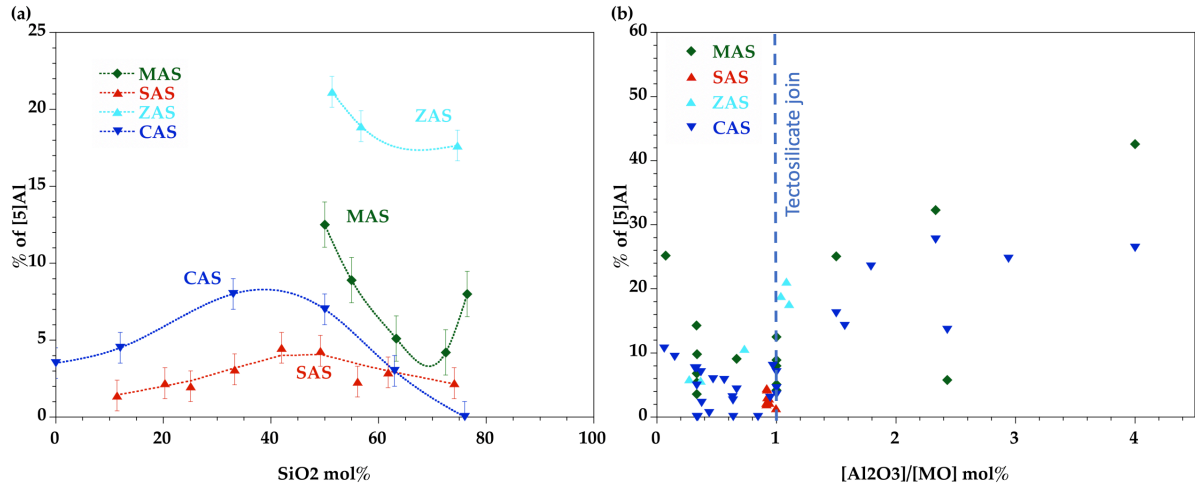 (a)
% of [5]Al
25
20
15
10
5
0
0
20
40
60
80
100
SiO2 mol%
MAS
SAS
ZAS
CAS
ZAS
MAS
CAS
SAS
(b)
% of [5]Al
60
50
40
30
20
10
0
0
1
2
3
4
[Al2O3]/[MO] mol%
MAS
SAS
ZAS
CAS
Tectosilicate join